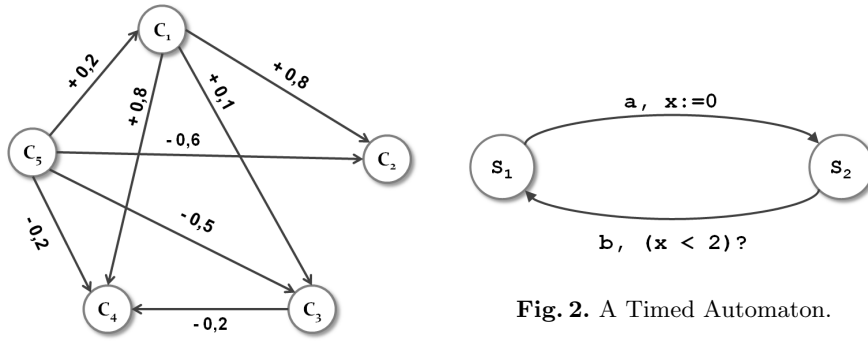 C₁
+ 0,2
+ 0,8
+ 0,1
+ 0,8
C₅
- 0,6
C₂
- 0,2
- 0,5
C₄
- 0,2
C₃
a, x:=0
S₁
S₂
b, (x < 2)?
Fig. 2. A Timed Automaton.